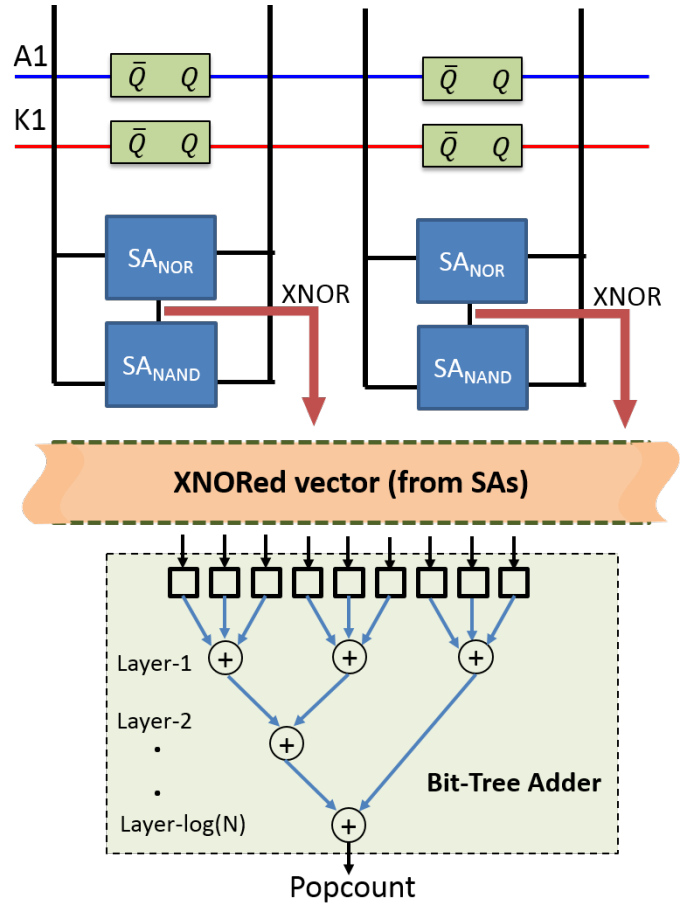 A1
Q̄ Q Q̄ Q
K1
Q̄ Q Q̄ Q
SA_NOR SA_NOR
XNOR XNOR
SA_NAND SA_NAND
XNORed vector (from SAs)
+ + +
Layer-1
Layer-2
+
.
.
Bit-Tree Adder
Layer-log(N)
+
Popcount